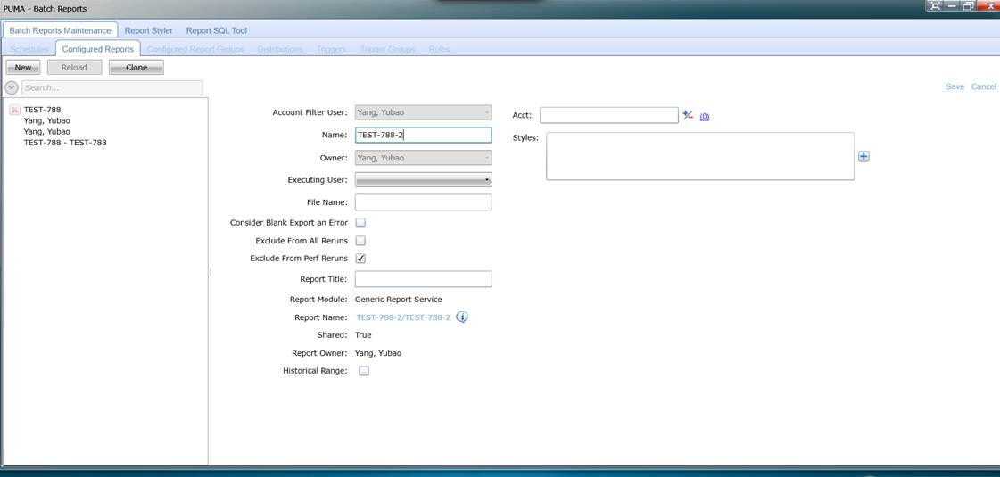 PUMA - Batch Reports
Batch Reports Maintenance Report Styler Report SQL Tool
Schedules Configured Reports Configured Report Groups Distributions Triggers Trigger Groups Roles
New Reload Clone
Search...
Save Cancel
TEST-788
Yang, Yubao
Yang, Yubao
TEST-788 - TEST-788
Account Filter User: Yang, Yubao
Name: TEST-788-2
Owner: Yang, Yubao
Executing User:
File Name:
Consider Blank Export an Error
Exclude From All Reruns
Exclude From Perf Reruns
Report Title:
Report Module: Generic Report Service
Report Name: TEST-788-2/TEST-788-2
Shared: True
Report Owner: Yang, Yubao
Historical Range:
Acct: (0)
Styles: